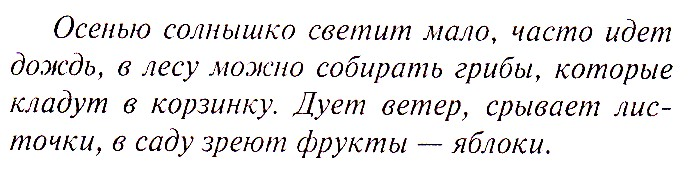 Осенью солнышко светит мало, часто идет
дождь, в лесу можно собирать грибы, которые
кладут в корзинку. Дует ветер, срывает лис-
точки, в саду зреют фрукты — яблоки.